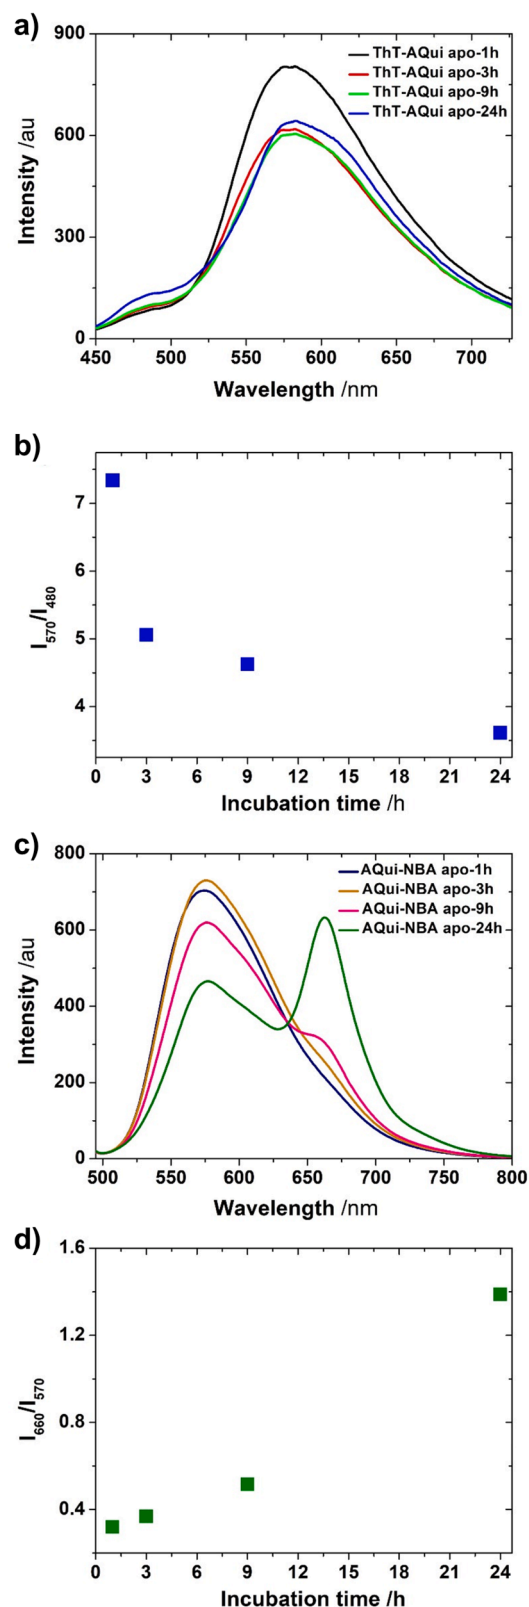 a)
900
600
300
0
Intensity /au
ThT-AQui apo-1h
ThT-AQui apo-3h
ThT-AQui apo-9h
ThT-AQui apo-24h
450 500 550 600 650 700
Wavelength /nm
b)
7
6
5
4
I570/I480
0 3 6 9 12 15 18 21 24
Incubation time /h
c)
800
600
400
200
0
Intensity /au
AQui-NBA apo-1h
AQui-NBA apo-3h
AQui-NBA apo-9h
AQui-NBA apo-24h
500 550 600 650 700 750 800
Wavelength /nm
d)
1.6
1.2
0.8
0.4
I660/I570
0 3 6 9 12 15 18 21 24
Incubation time /h